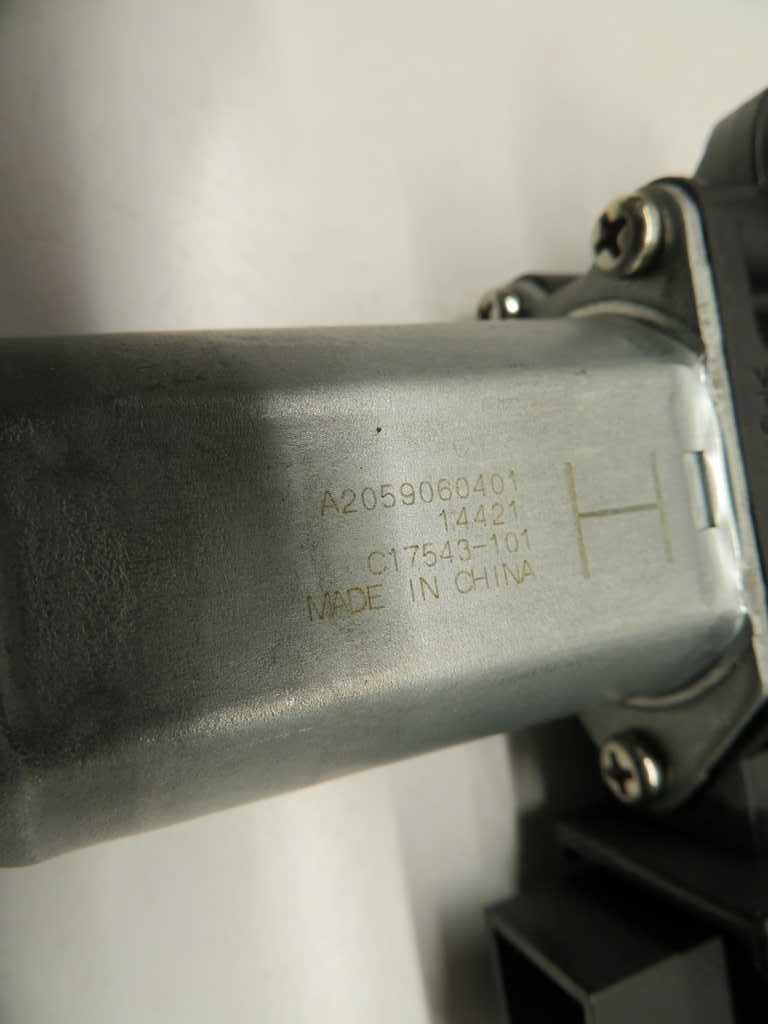 A2059060401
14421
C17543-101
MADE IN CHINA
H